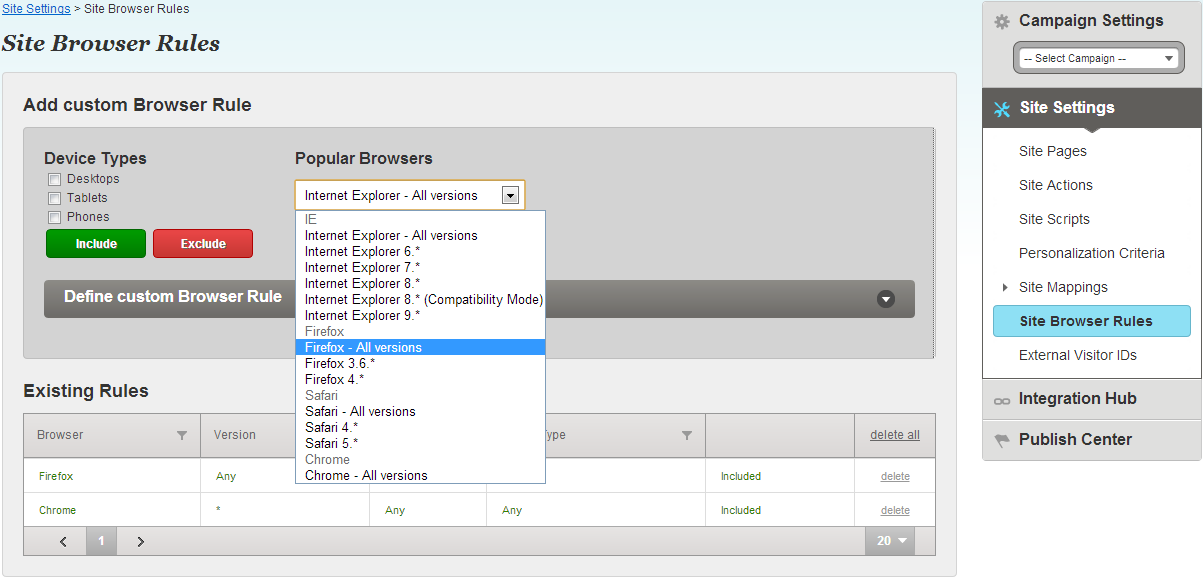 Site Settings > Site Browser Rules
Site Browser Rules
Add custom Browser Rule
Device Types
Desktops
Tablets
Phones
Include Exclude
Popular Browsers
Internet Explorer - All versions
IE
Internet Explorer - All versions
Internet Explorer 6.*
Internet Explorer 7.*
Internet Explorer 8.*
Internet Explorer 8.* (Compatibility Mode)
Internet Explorer 9.*
Firefox
Firefox - All versions
Firefox 3.6.*
Firefox 4.*
Safari
Safari - All versions
Safari 4.*
Safari 5.*
Chrome
Chrome - All versions
Define custom Browser Rule
Existing Rules
Browser Version delete all
Firefox Any Included delete
Chrome * Any Any Included delete
1 20
Campaign Settings
-- Select Campaign --
Site Settings
Site Pages
Site Actions
Site Scripts
Personalization Criteria
Site Mappings
Site Browser Rules
External Visitor IDs
Integration Hub
Publish Center